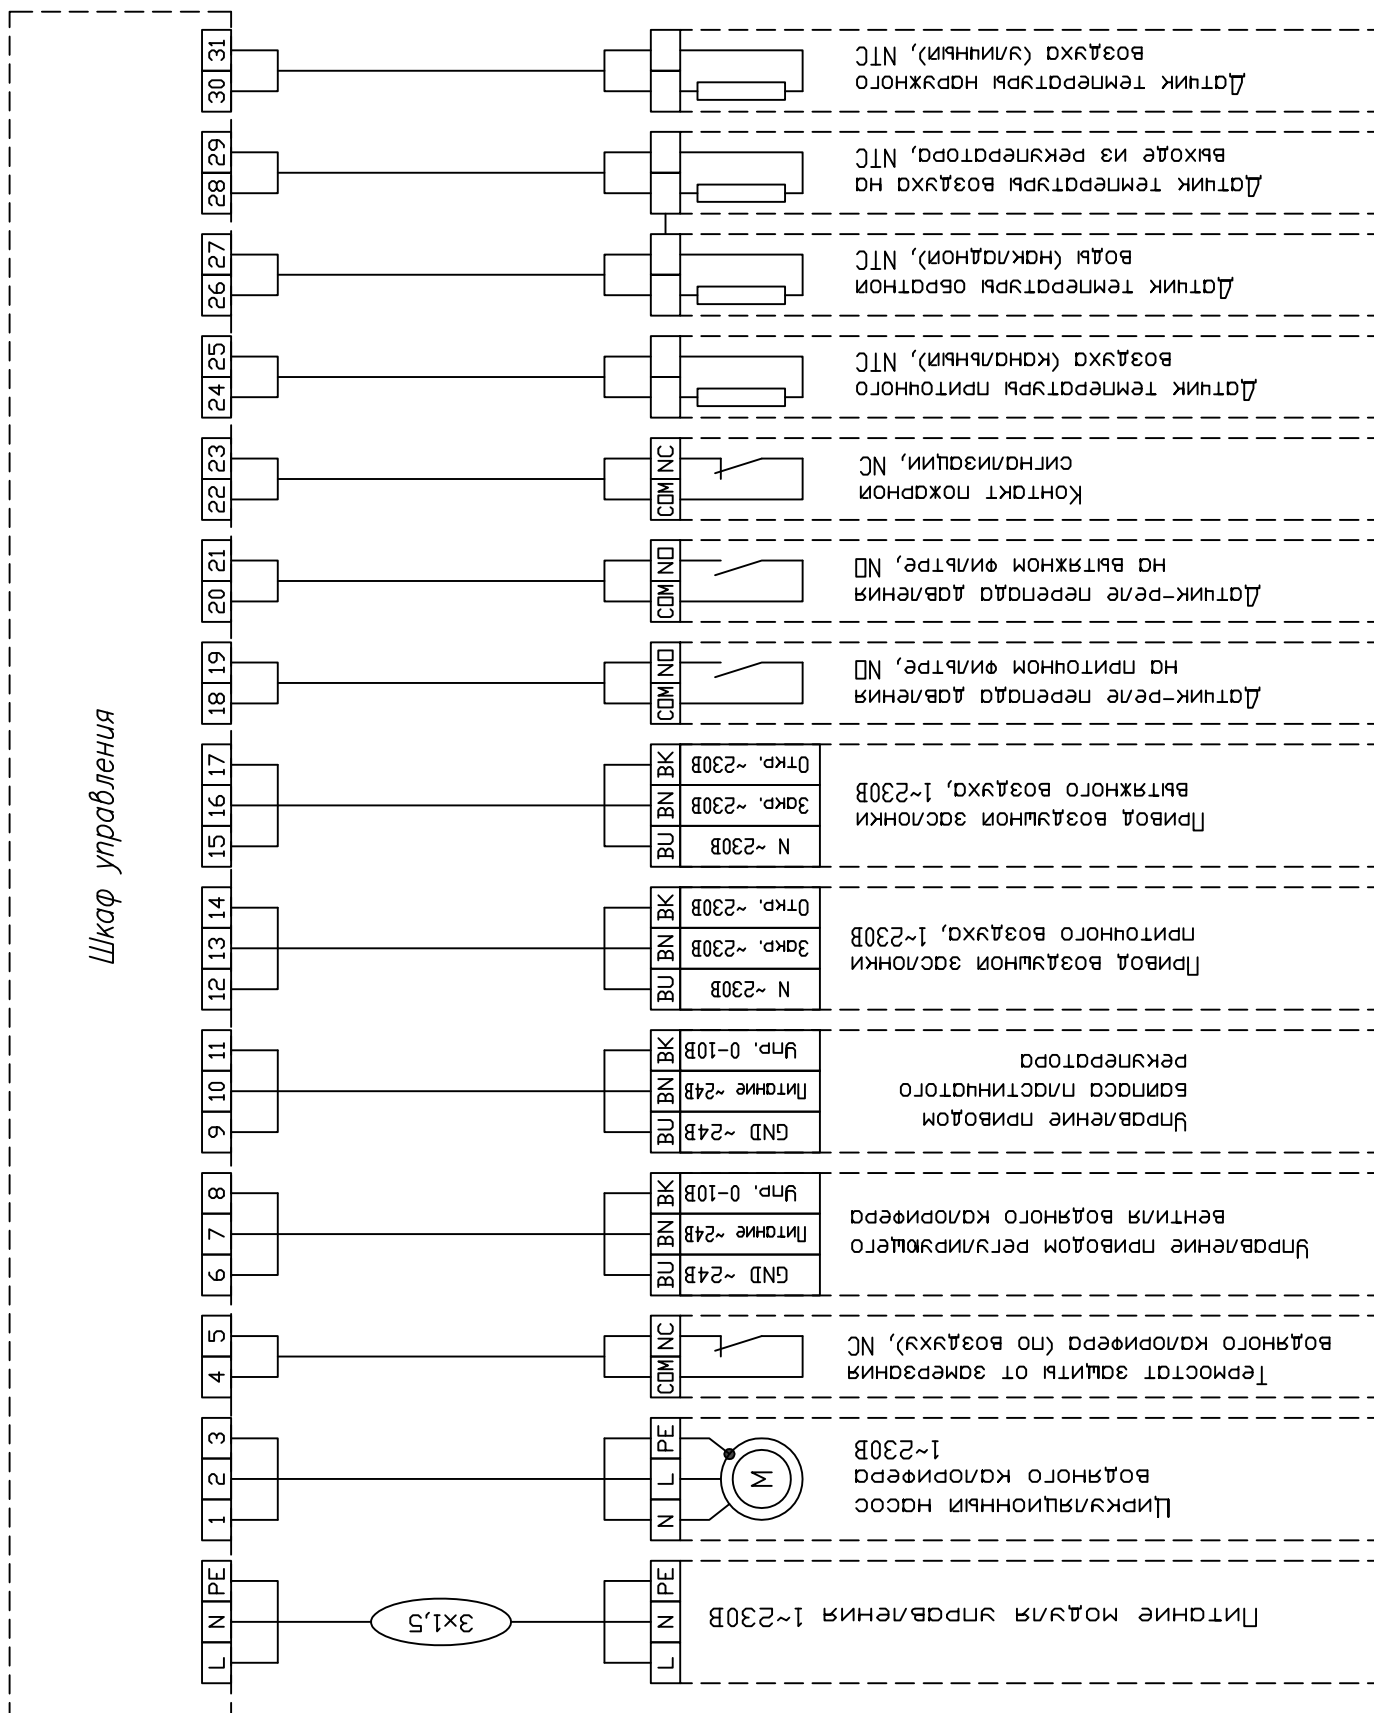 Шкаф управления
L N PE
3x1,5
L N PE
Питание модуля управления 1~230В
1 2 3
N L PE
M
Циркуляционный насос
водяного калорифера
1~230В
4 5
COM NC
Термостат защиты от замерзания
водяного калорифера (по воздуху), NC
6 7 8
BU BN BK
GND ~24В
Питание ~24В
Упр. 0-10В
Управление приводом регулирующего
вентиля водяного калорифера
9 10 11
BU BN BK
GND ~24В
Питание ~24В
Упр. 0-10В
Управление приводом
байпаса пластинчатого
рекуператора
12 13 14
BU BN BK
N ~230В
Закр. ~230В
Откр. ~230В
Привод воздушной заслонки
приточного воздуха, 1~230В
15 16 17
BU BN BK
N ~230В
Закр. ~230В
Откр. ~230В
Привод воздушной заслонки
вытяжного воздуха, 1~230В
18 19
COM NO
Датчик-реле перепада давления
на приточном фильтре, NO
20 21
COM NO
Датчик-реле перепада давления
на вытяжном фильтре, NO
22 23
COM NC
Контакт пожарной
сигнализации, NC
24 25
Датчик температуры приточного
воздуха (канальный), NTC
26 27
Датчик температуры обратной
воды (накладной), NTC
28 29
Датчик температуры воздуха на
выходе из рекуператора, NTC
30 31
Датчик температуры наружного
воздуха (уличный), NTC